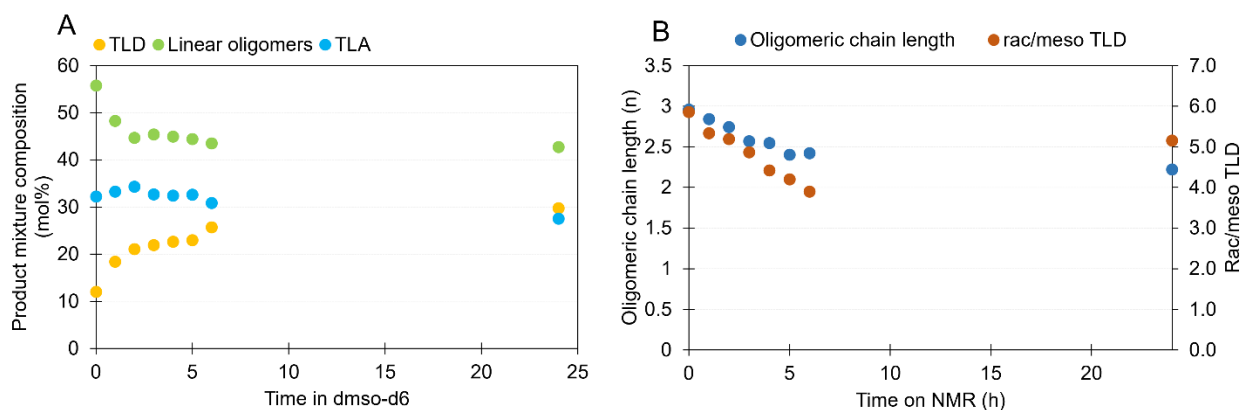 A
TLD Linear oligomers TLA
Product mixture composition
(mol%)
60
50
40
30
20
10
0
0 5 10 15 20 25
Time in dmso-d6
B
Oligomeric chain length rac/meso TLD
Oligomeric chain length (n)
3.5
3
2.5
2
1.5
1
0.5
0
0 5 10 15 20
Time on NMR (h)
7.0
6.0
5.0
4.0
3.0
2.0
1.0
0.0
Rac/meso TLD